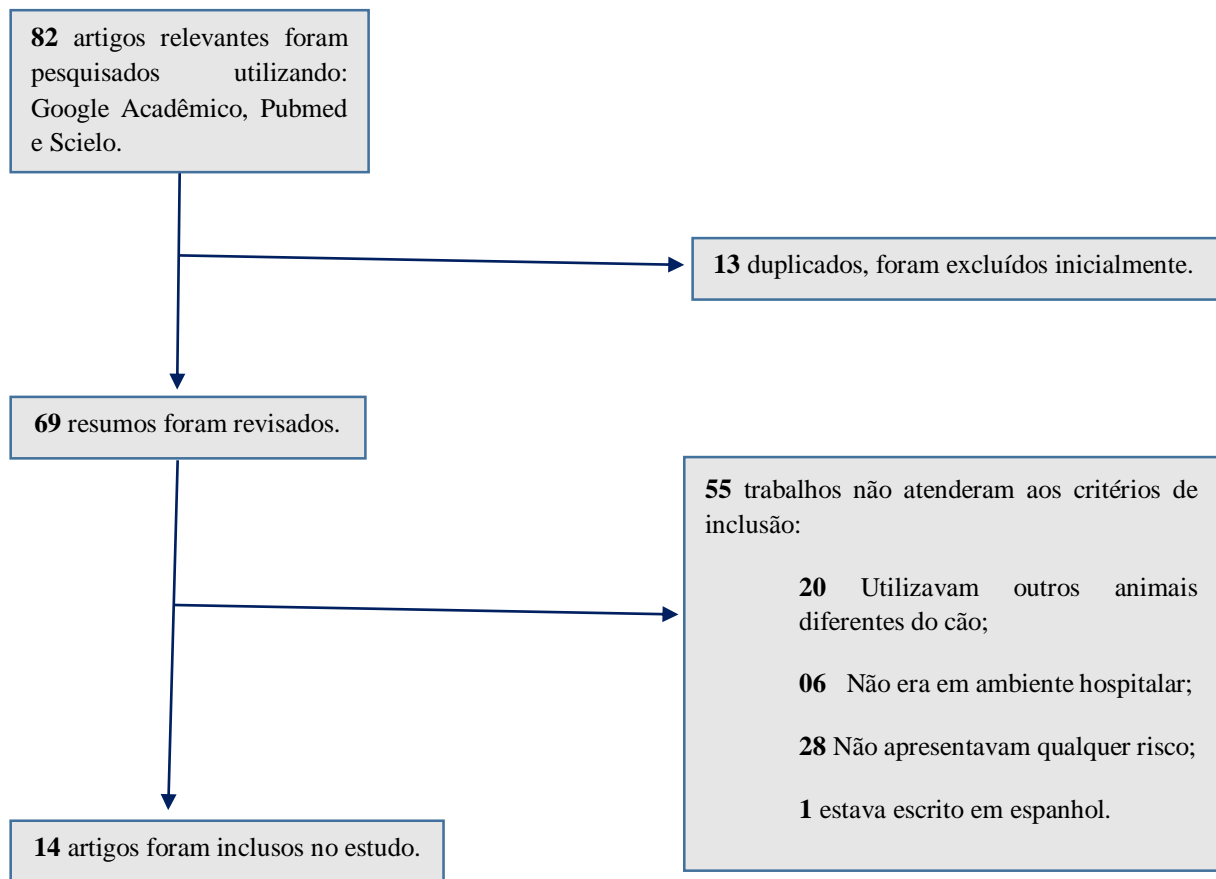 82 artigos relevantes foram
pesquisados utilizando:
Google Acadêmico, Pubmed
e Scielo.
13 duplicados, foram excluídos inicialmente.
69 resumos foram revisados.
55 trabalhos não atenderam aos critérios de
inclusão:
20 Utilizavam outros animais
diferentes do cão;
06 Não era em ambiente hospitalar;
28 Não apresentavam qualquer risco;
1 estava escrito em espanhol.
14 artigos foram inclusos no estudo.